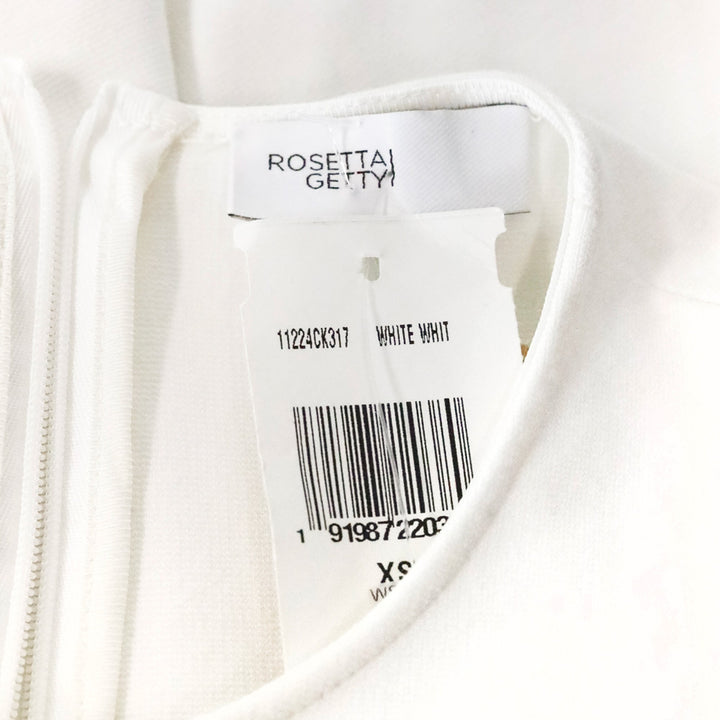 ROSETTA
GETTY
11224CK317 WHITE WHIT
1 919872203
XS